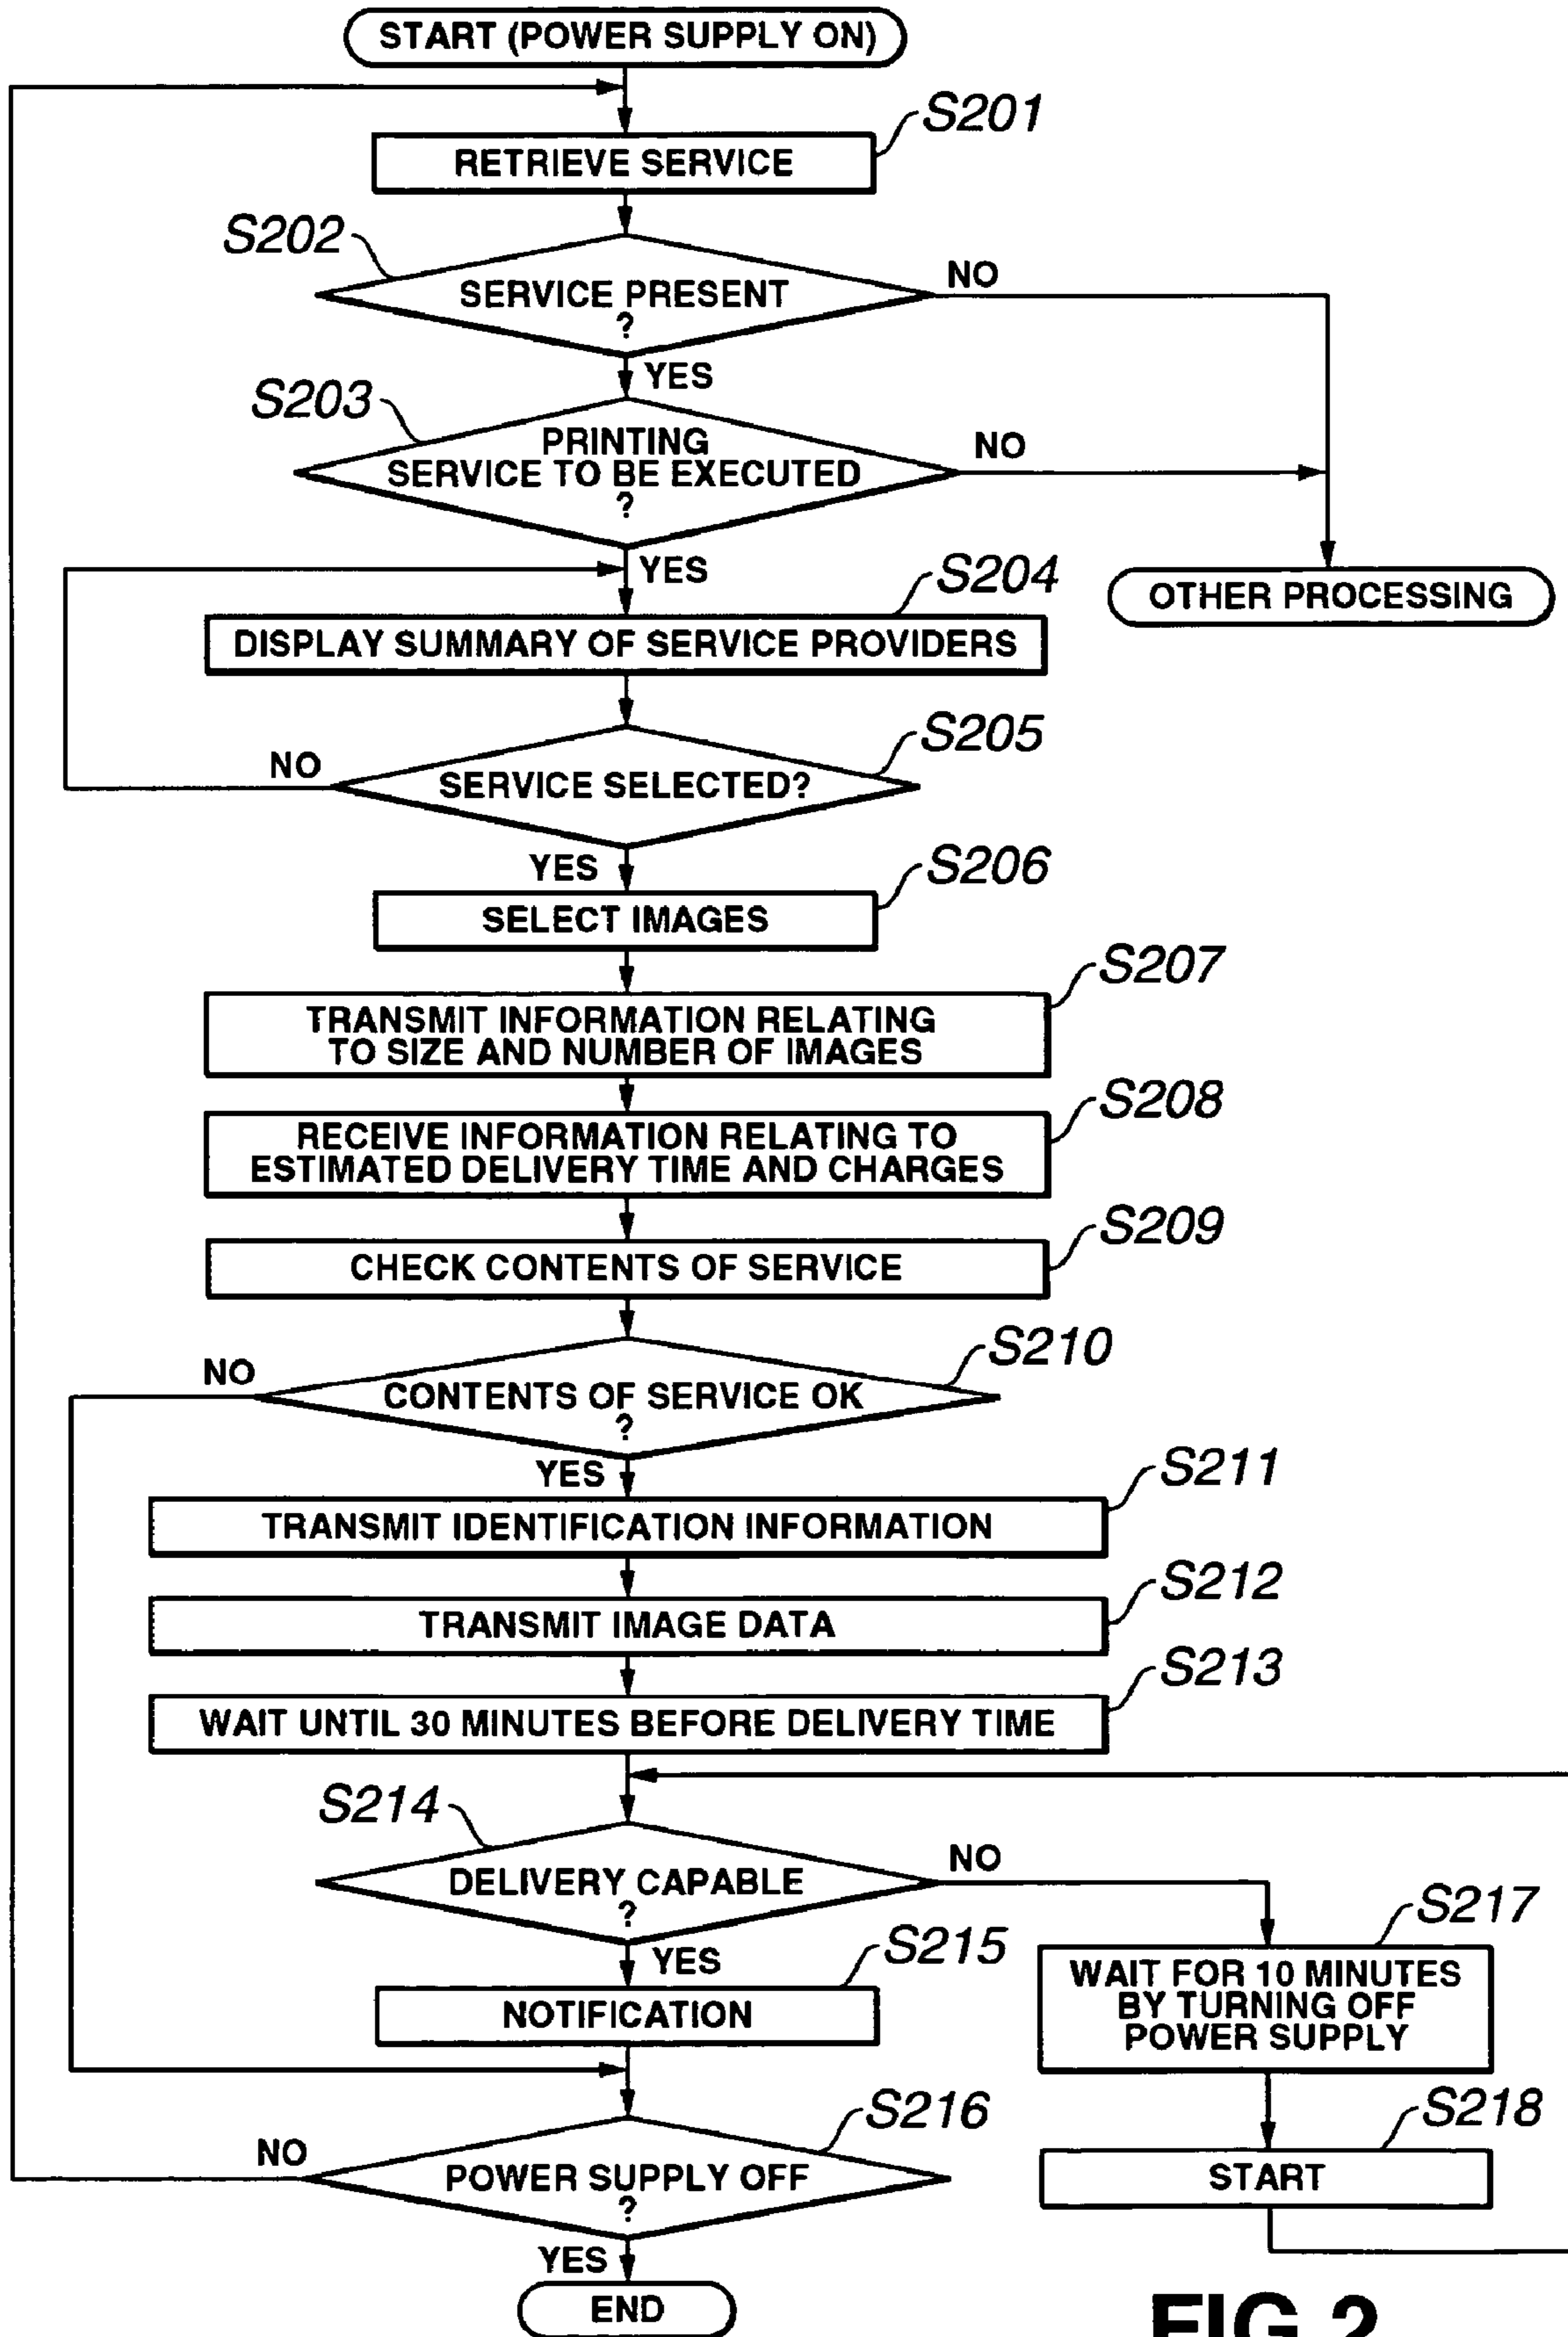 START (POWER SUPPLY ON)
S201
RETRIEVE SERVICE
S202
SERVICE PRESENT
?
NO
YES
S203
PRINTING
SERVICE TO BE EXECUTED
?
NO
YES
OTHER PROCESSING
S204
DISPLAY SUMMARY OF SERVICE PROVIDERS
S205
SERVICE SELECTED?
NO
YES
S206
SELECT IMAGES
S207
TRANSMIT INFORMATION RELATING
TO SIZE AND NUMBER OF IMAGES
S208
RECEIVE INFORMATION RELATING TO
ESTIMATED DELIVERY TIME AND CHARGES
S209
CHECK CONTENTS OF SERVICE
S210
NO
CONTENTS OF SERVICE OK
?
YES
S211
TRANSMIT IDENTIFICATION INFORMATION
S212
TRANSMIT IMAGE DATA
S213
WAIT UNTIL 30 MINUTES BEFORE DELIVERY TIME
S214
DELIVERY CAPABLE
?
NO
YES
S215
NOTIFICATION
S217
WAIT FOR 10 MINUTES
BY TURNING OFF
POWER SUPPLY
S216
NO
POWER SUPPLY OFF
?
YES
S218
START
END
FIG.2